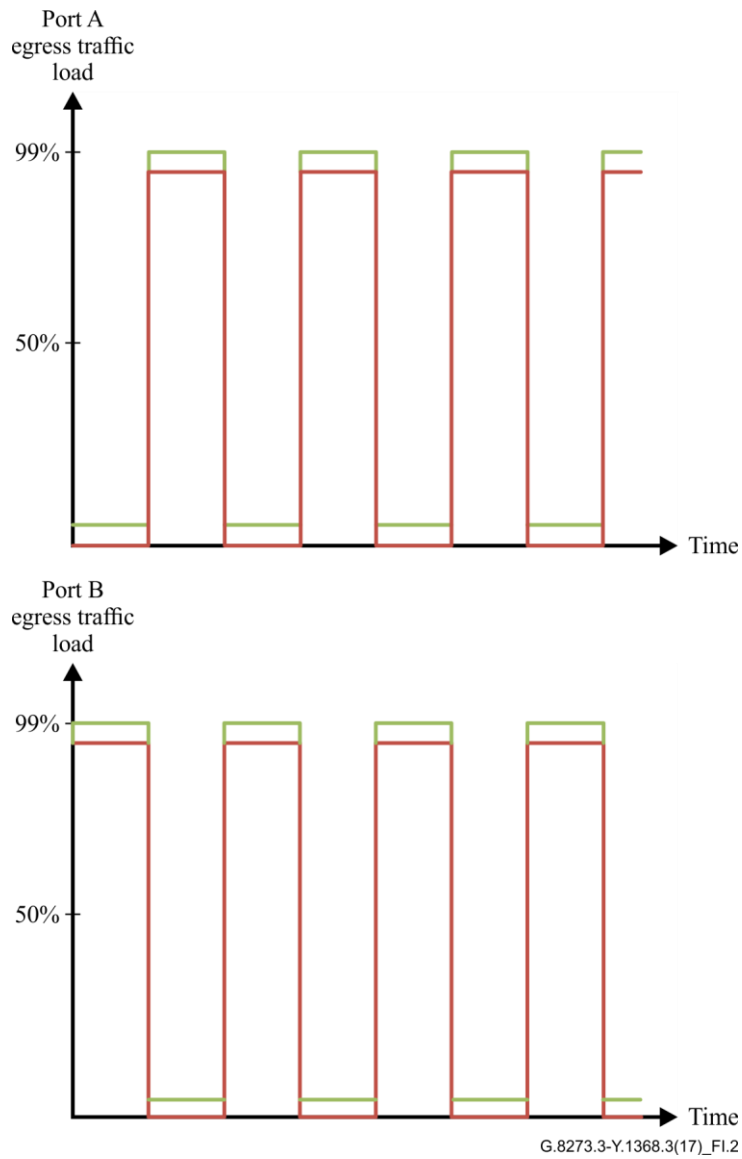 Port A
egress traffic
load
99%
50%
Time
Port B
egress traffic
load
99%
50%
Time
G.8273.3-Y.1368.3(17)_FI.2